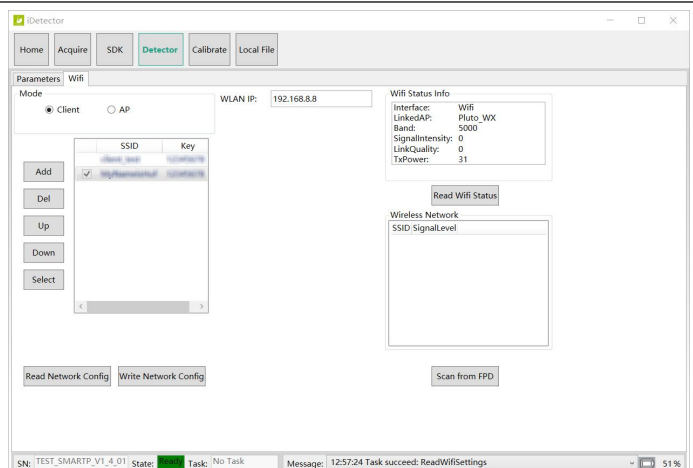 iDetector
Home Acquire SDK Detector Calibrate Local File
Parameters Wifi
Mode
Client AP
WLAN IP: 192.168.8.8
SSID Key
Add
Del
Up
Down
Select
Read Network Config Write Network Config
Wifi Status Info
Interface: Wifi
LinkedAP: Pluto_WX
Band: 5000
SignalIntensity: 0
LinkQuality: 0
TxPower: 31
Read Wifi Status
Wireless Network
SSID SignalLevel
Scan from FPD
SN: TEST_SMARTP_V1_4_01 State: Ready Task: No Task Message: 12:57:24 Task succeed: ReadWifiSettings 51%